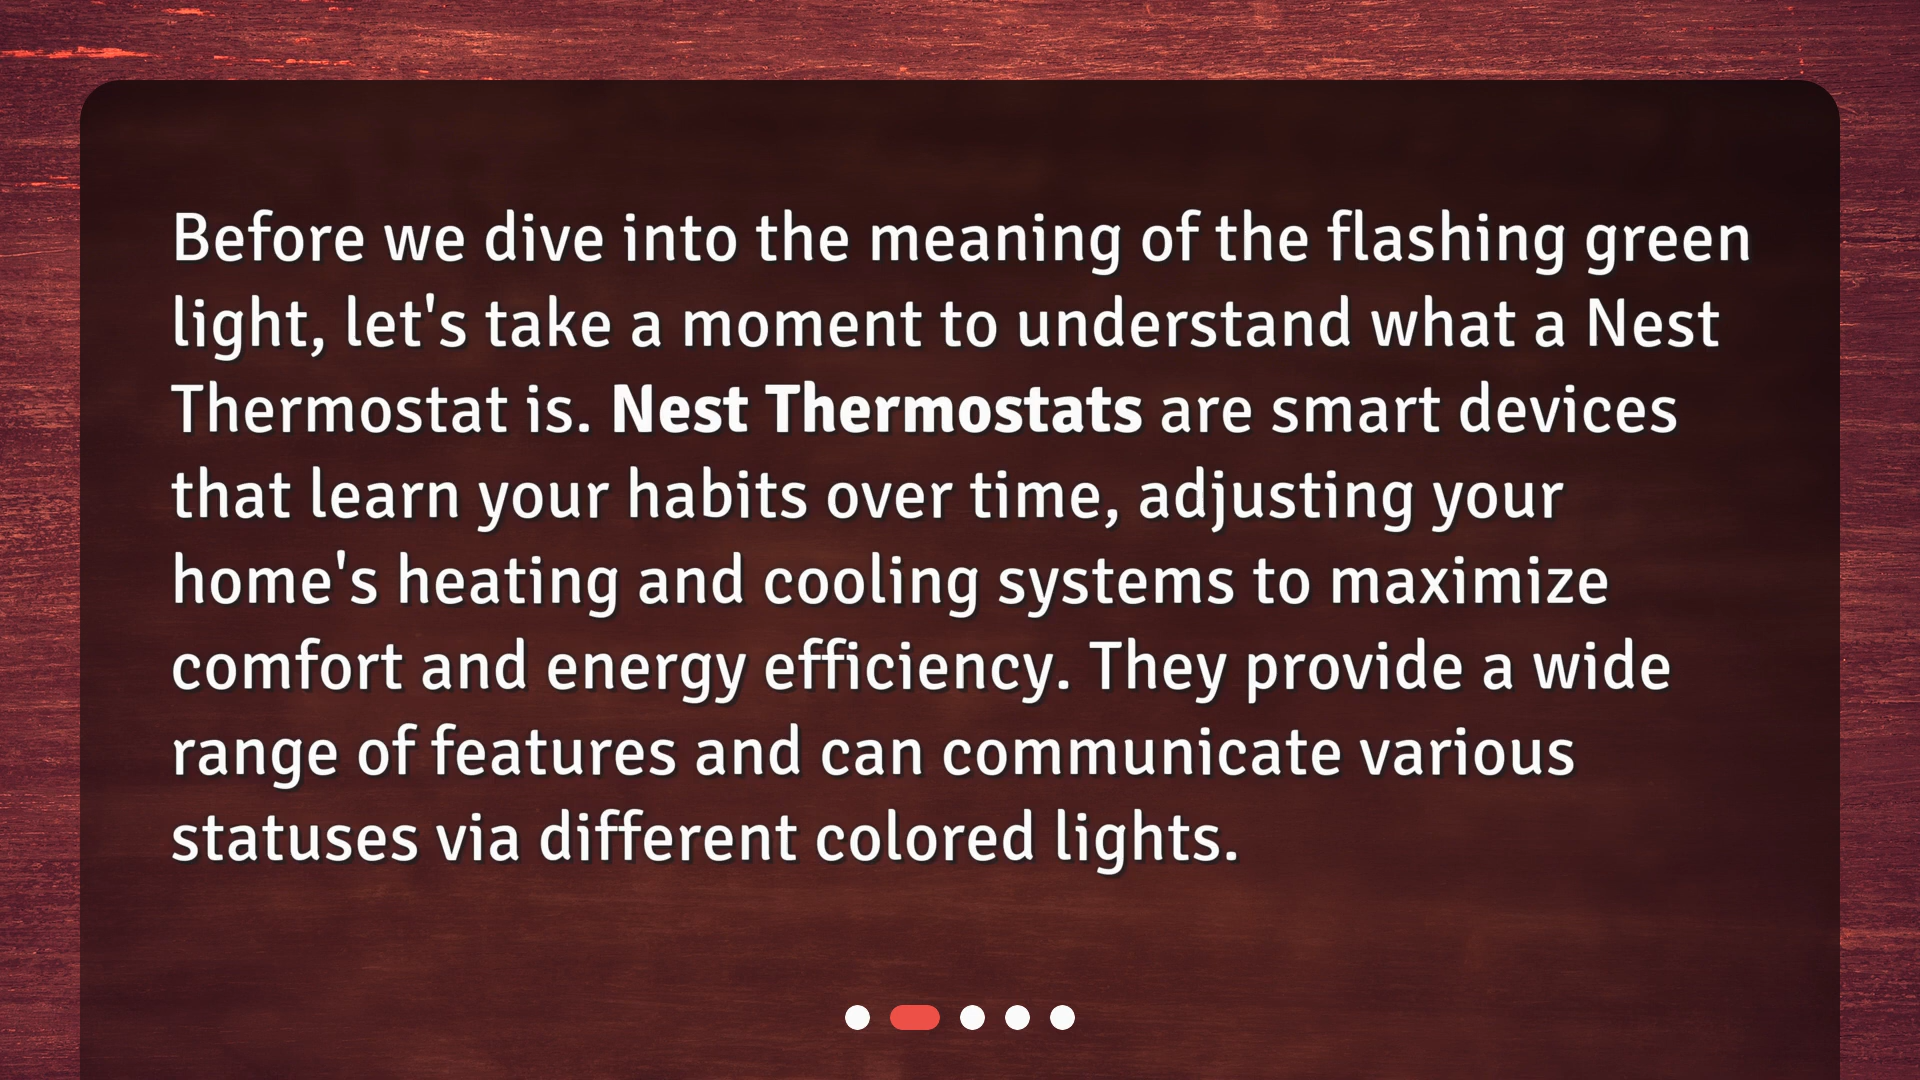 Before we dive into the meaning of the flashing green
light, let's take a moment to understand what a Nest
Thermostat is. Nest Thermostats are smart devices
that learn your habits over time, adjusting your
home's heating and cooling systems to maximize
comfort and energy efficiency. They provide a wide
range of features and can communicate various
statuses via different colored lights.